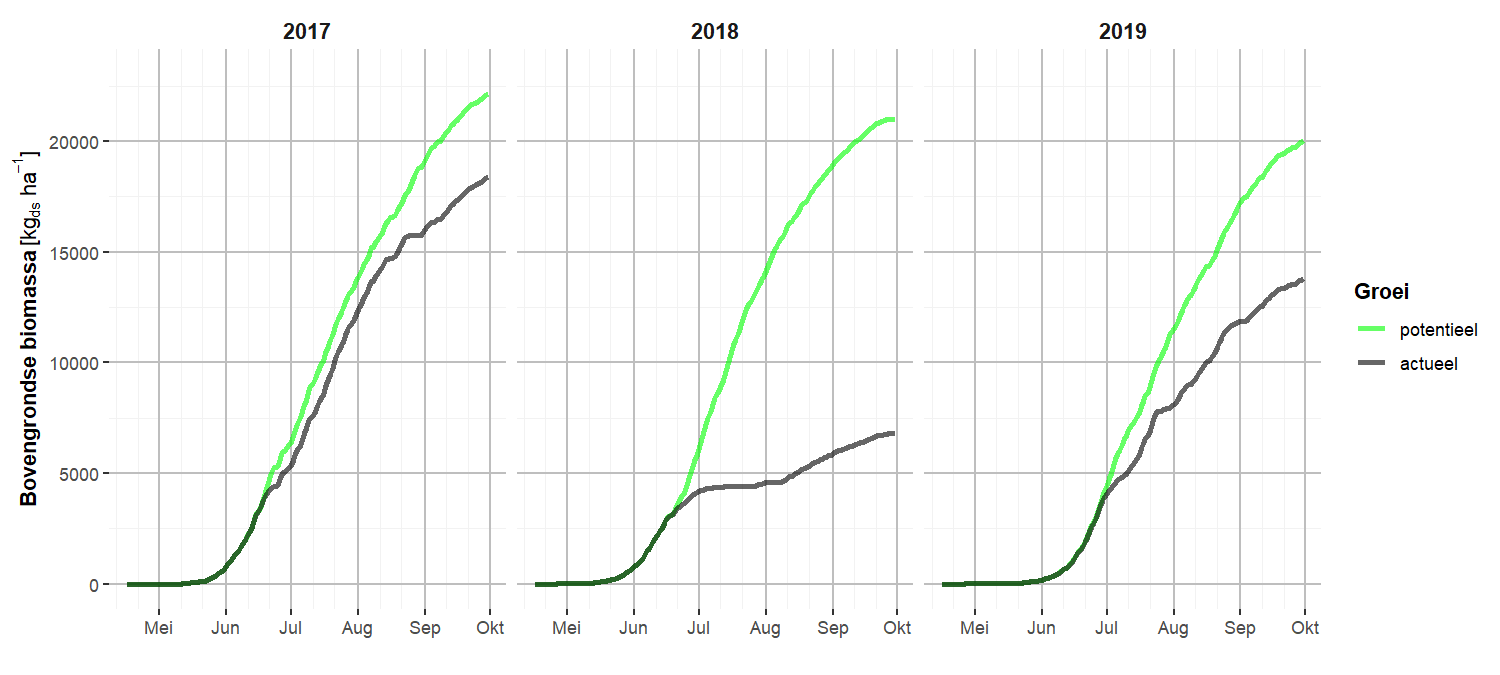 2017 2018 2019
Bovengrondse biomassa [kg_ds ha⁻¹]
20000
15000
10000
5000
0
Mei Jun Jul Aug Sep Okt Mei Jun Jul Aug Sep Okt Mei Jun Jul Aug Sep Okt
Groei
potentieel
actueel